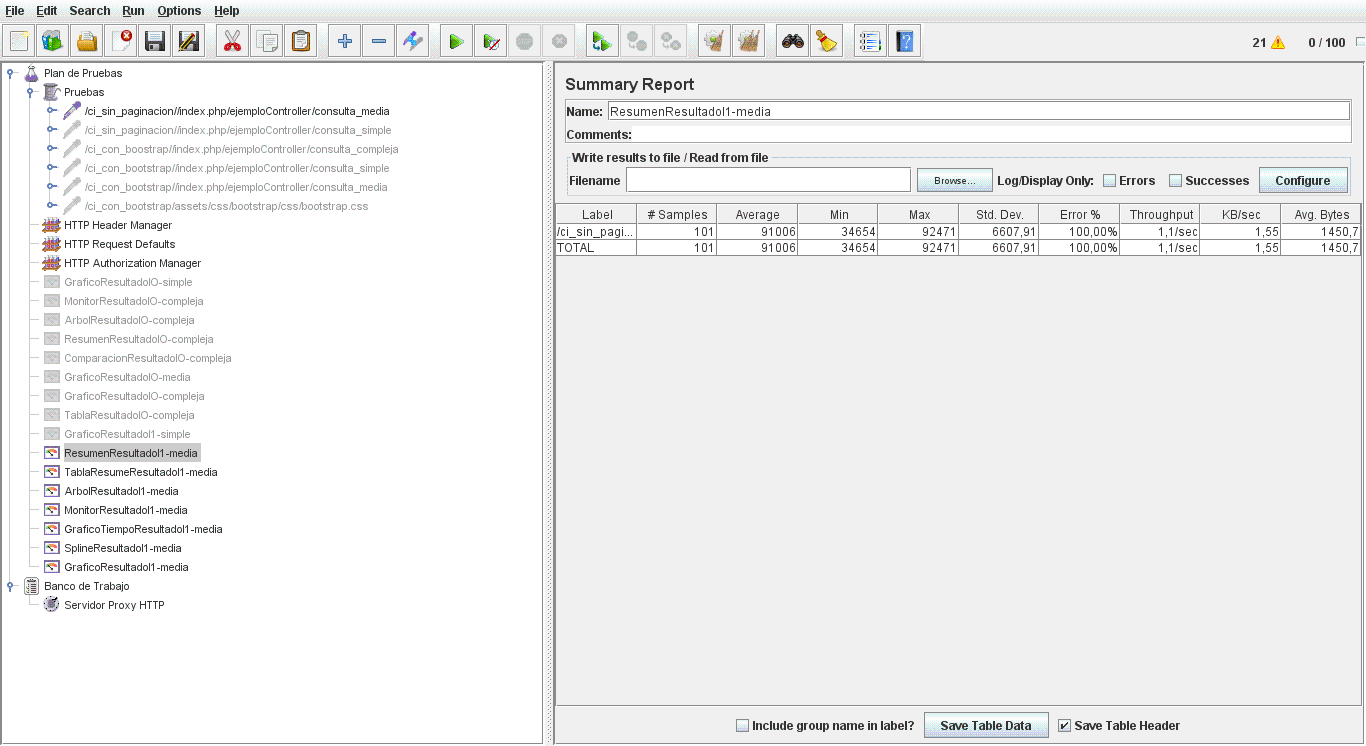 File Edit Search Run Options Help
21 0 / 100
Plan de Pruebas
Pruebas
/ci_sin_paginacion//index.php/ejemploController/consulta_media
/ci_sin_paginacion//index.php/ejemploController/consulta_simple
/ci_con_boostrap//index.php/ejemploController/consulta_compleja
/ci_con_bootstrap//index.php/ejemploController/consulta_simple
/ci_con_bootstrap//index.php/ejemploController/consulta_media
/ci_con_bootstrap/assets/css/bootstrap/css/bootstrap.css
HTTP Header Manager
HTTP Request Defaults
HTTP Authorization Manager
GraficoResultadoIO-simple
MonitorResultadoIO-compleja
ArbolResultadoIO-compleja
ResumenResultadoIO-compleja
ComparacionResultadoIO-compleja
GraficoResultadoIO-media
GraficoResultadoIO-compleja
TablaResultadoIO-compleja
GraficoResultadoI1-simple
ResumenResultadoI1-media
TablaResumeResultadoI1-media
ArbolResultadoI1-media
MonitorResultadoI1-media
GraficoTiempoResultadoI1-media
SplineResultadoI1-media
GraficoResultadoI1-media
Banco de Trabajo
Servidor Proxy HTTP
Summary Report
Name: ResumenResultadoI1-media
Comments:
Write results to file / Read from file
Filename Browse... Log/Display Only: Errors Successes Configure
Label # Samples Average Min Max Std. Dev. Error % Throughput KB/sec Avg. Bytes
/ci_sin_pagi... 101 91006 34654 92471 6607,91 100,00% 1,1/sec 1,55 1450,7
TOTAL 101 91006 34654 92471 6607,91 100,00% 1,1/sec 1,55 1450,7
Include group name in label? Save Table Data Save Table Header